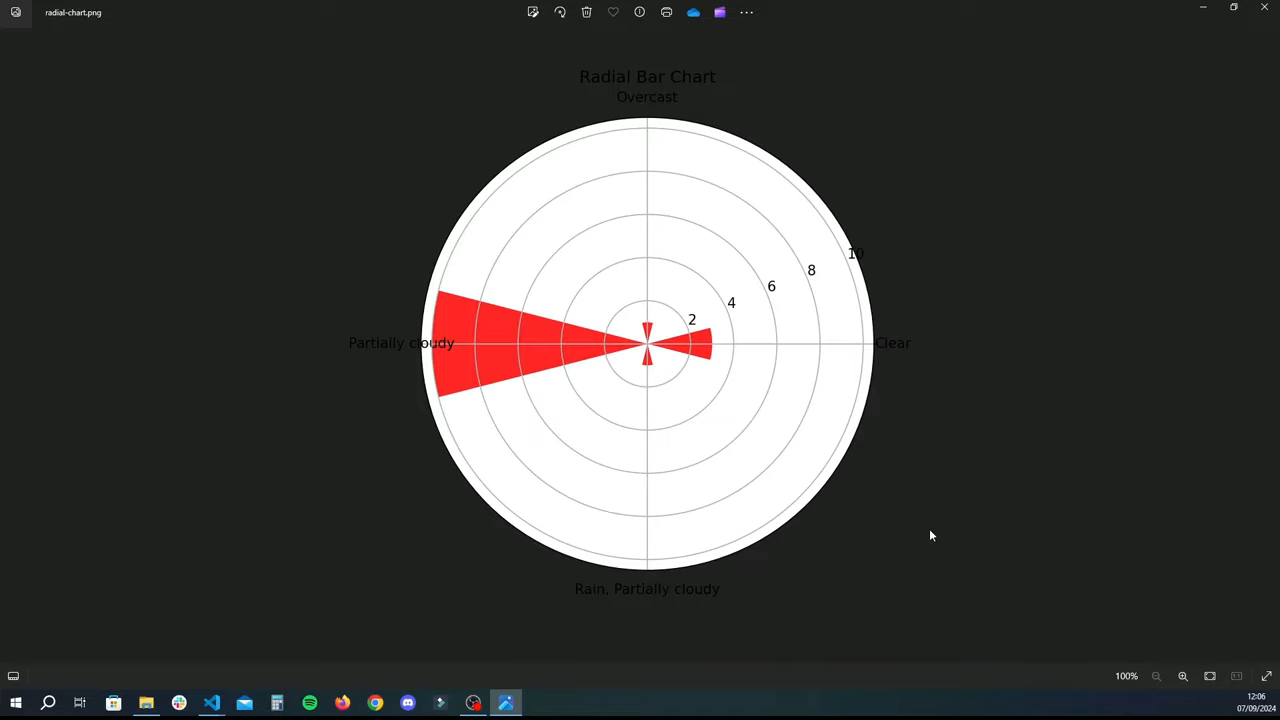 radial-chart.png
Radial Bar Chart
Overcast
10
8
6
4
2
Partially cloudy
Clear
Rain, Partially cloudy
100%
12:06
07/09/2024